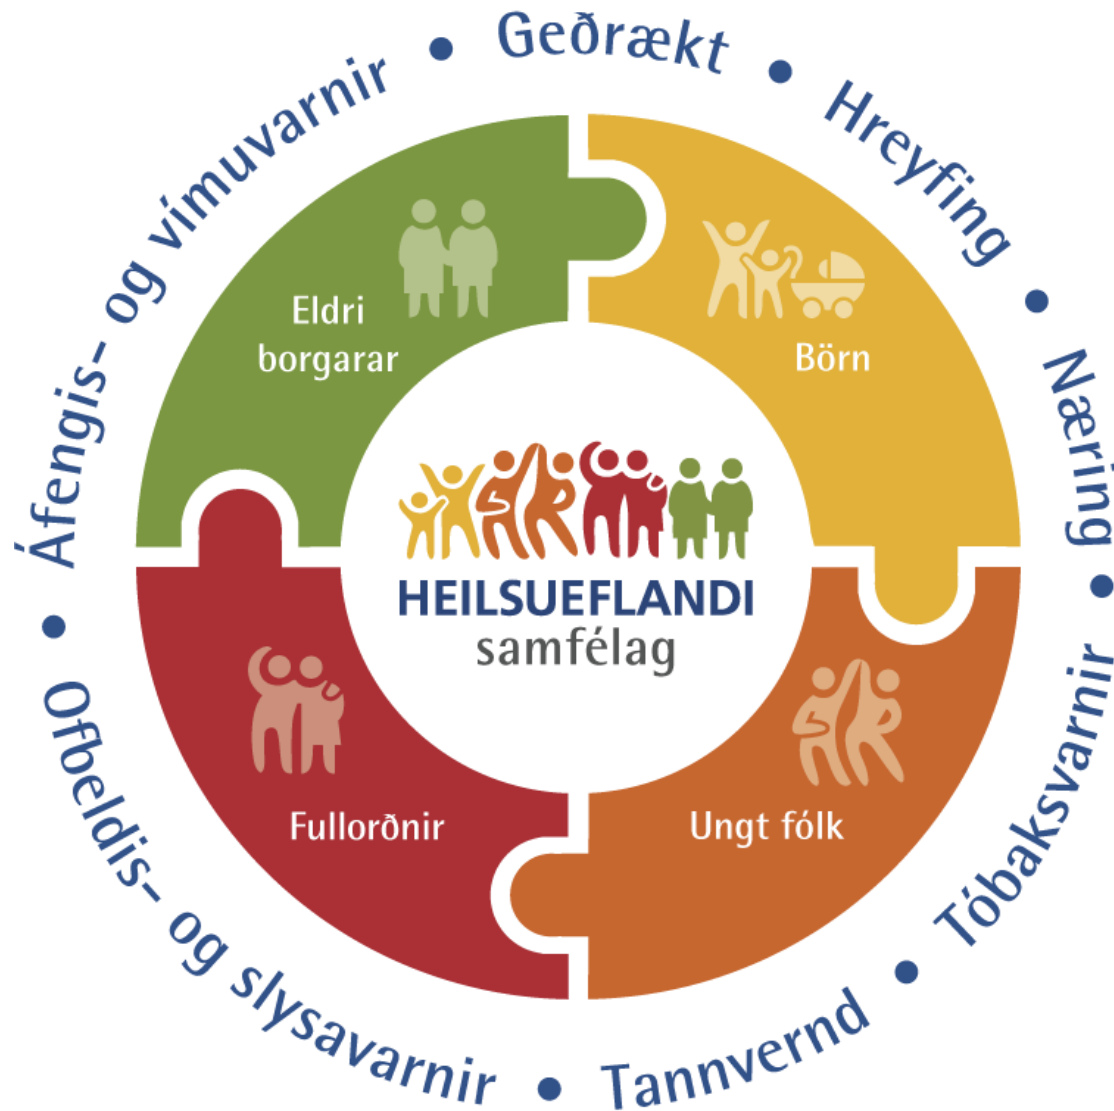 Geðrækt
Hreyfing
Næring
Tóbaksvarnir
Tannvernd
Ofbeldis- og slysavarnir
Áfengis- og vímuvarnir
Eldri
borgarar
Börn
HEILSUEFLANDI
samfélag
Fullorðnir
Ungt fólk